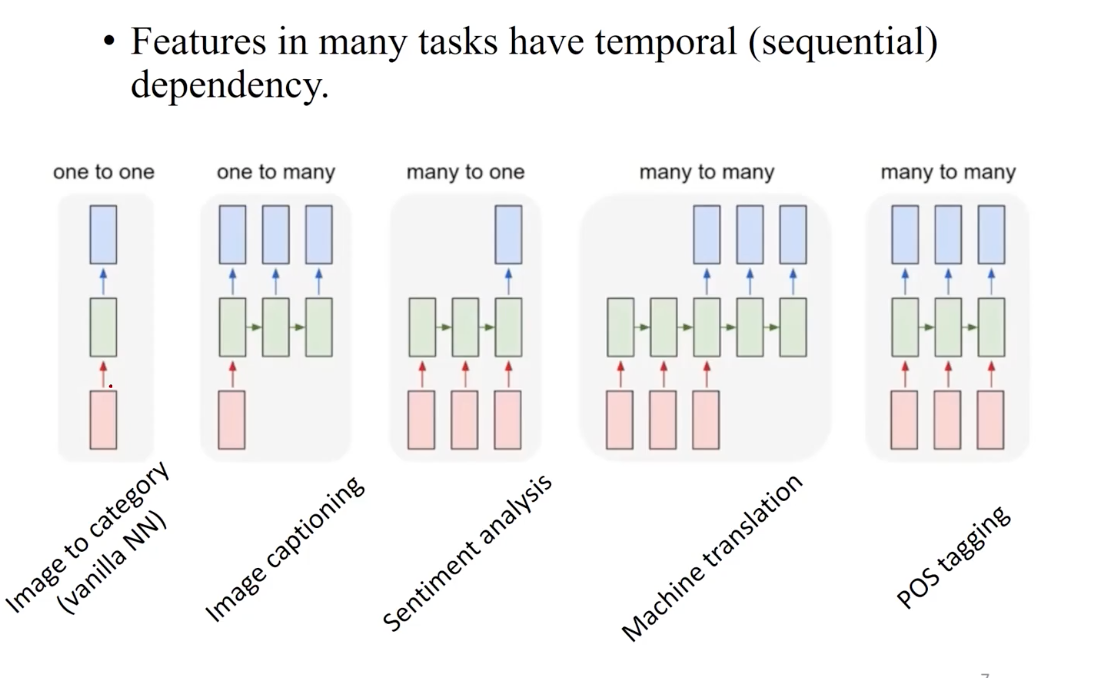 • Features in many tasks have temporal (sequential)
dependency.
one to one
one to many
many to one
many to many
many to many
Image to category
(vanilla NN)
Image captioning
Sentiment analysis
Machine translation
POS tagging